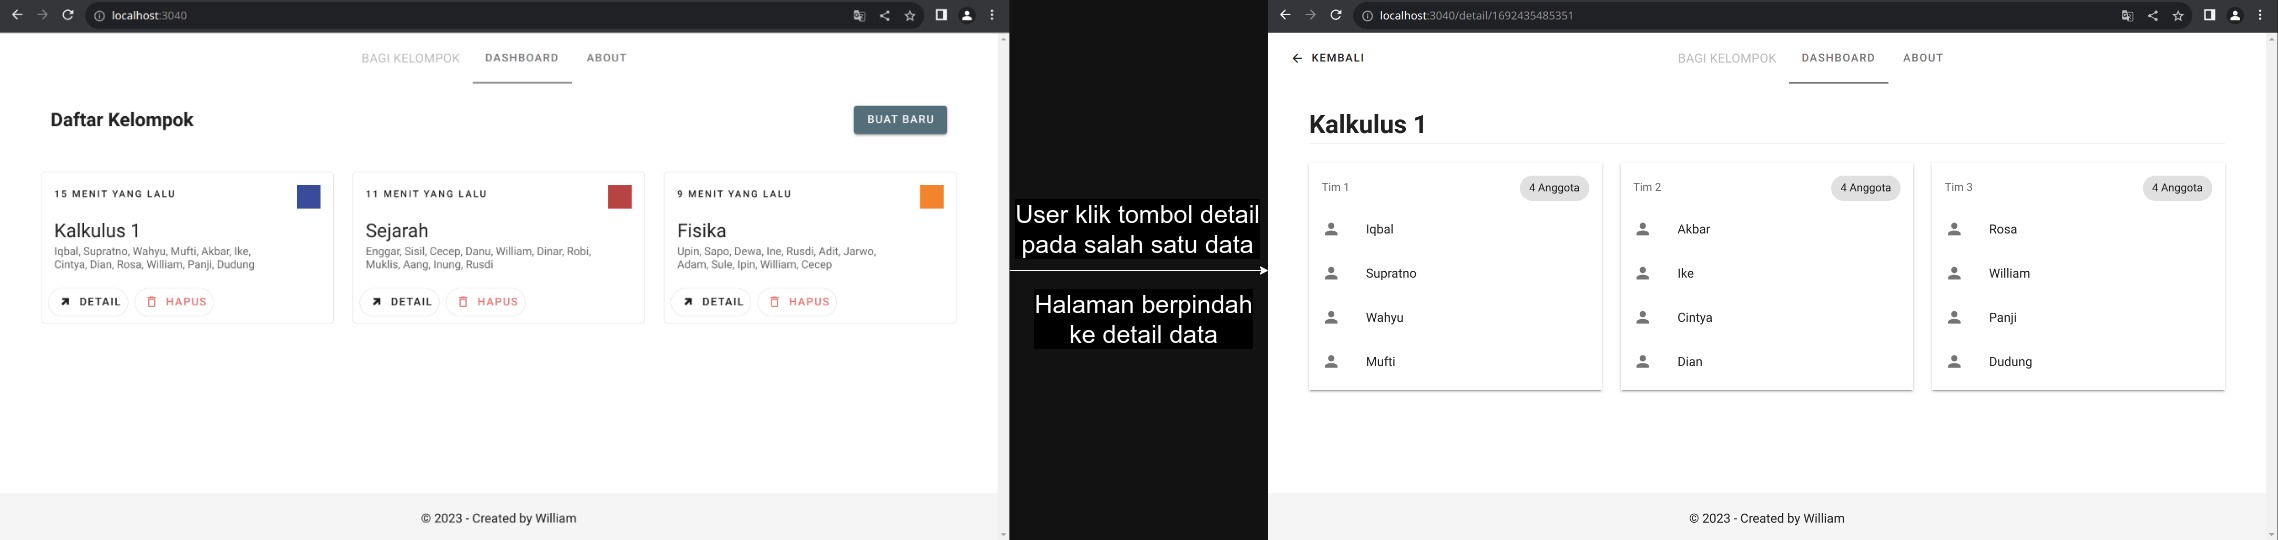 localhost:3040
BAGI KELOMPOK DASHBOARD ABOUT
Daftar Kelompok
BUAT BARU
15 MENIT YANG LALU
Kalkulus 1
Iqbal, Supratno, Wahyu, Mufti, Akbar, Ike,
Cintya, Dian, Rosa, William, Panji, Dudung
DETAIL HAPUS
11 MENIT YANG LALU
Sejarah
Enggar, Sisil, Cecep, Danu, William, Dinar, Robi,
Muklis, Aang, Inung, Rusdi
DETAIL HAPUS
9 MENIT YANG LALU
Fisika
Upin, Sapo, Dewa, Ine, Rusdi, Adit, Jarwo,
Adam, Sule, Ipin, William, Cecep
DETAIL HAPUS
© 2023 - Created by William
User klik tombol detail
pada salah satu data
Halaman berpindah
ke detail data
localhost:3040/detail/1692435485351
KEMBALI
BAGI KELOMPOK DASHBOARD ABOUT
Kalkulus 1
Tim 1 4 Anggota
Iqbal
Supratno
Wahyu
Mufti
Tim 2 4 Anggota
Akbar
Ike
Cintya
Dian
Tim 3 4 Anggota
Rosa
William
Panji
Dudung
© 2023 - Created by William